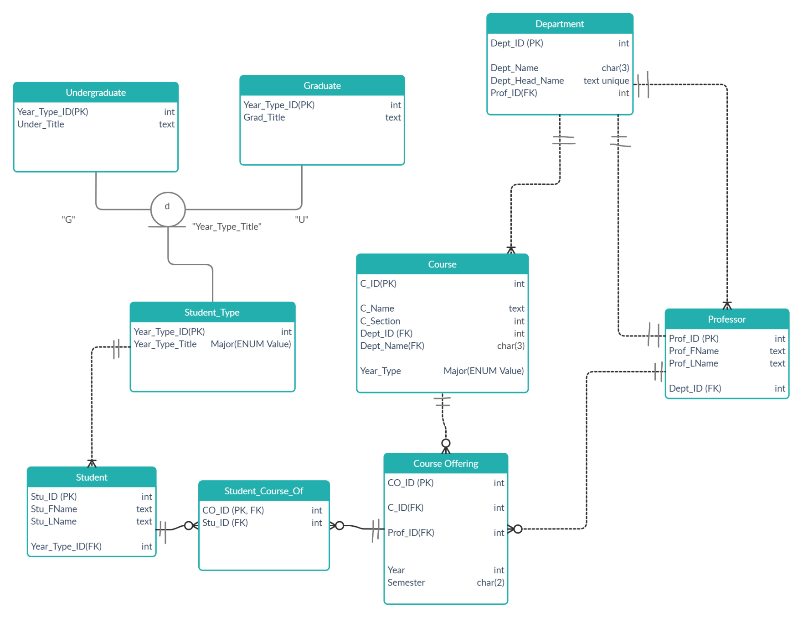 Department
Dept_ID (PK) int
Dept_Name char(3)
Dept_Head_Name text unique
Prof_ID(FK) int
Undergraduate
Year_Type_ID(PK) int
Under_Title text
Graduate
Year_Type_ID(PK) int
Grad_Title text
d
"G"
"Year_Type_Title"
"U"
Course
C_ID(PK) int
C_Name text
C_Section int
Dept_ID (FK) int
Dept_Name(FK) char(3)
Year_Type Major(ENUM Value)
Student_Type
Year_Type_ID(PK) int
Year_Type_Title Major(ENUM Value)
Professor
Prof_ID (PK) int
Prof_FName text
Prof_LName text
Dept_ID (FK) int
Student
Stu_ID (PK) int
Stu_FName text
Stu_LName text
Year_Type_ID(FK) int
Student_Course_Of
CO_ID (PK, FK) int
Stu_ID (FK) int
Course Offering
CO_ID (PK) int
C_ID(FK) int
Prof_ID(FK) int
Year int
Semester char(2)